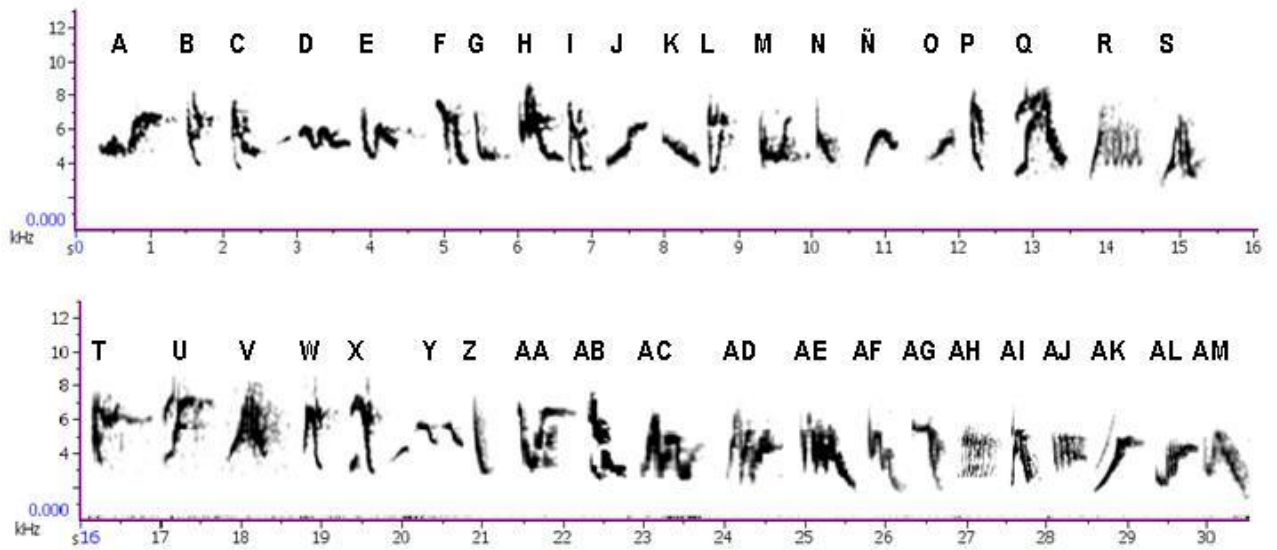 12
A B C D E F G H I J K L M N Ñ O P Q R S
10
8
6
4
0.000
kHz
s0 1 2 3 4 5 6 7 8 9 10 11 12 13 14 15 16
12
T U V W X Y Z AA AB AC AD AE AF AG AH AI AJ AK AL AM
10
8
6
4
0.000
kHz
s16 17 18 19 20 21 22 23 24 25 26 27 28 29 30